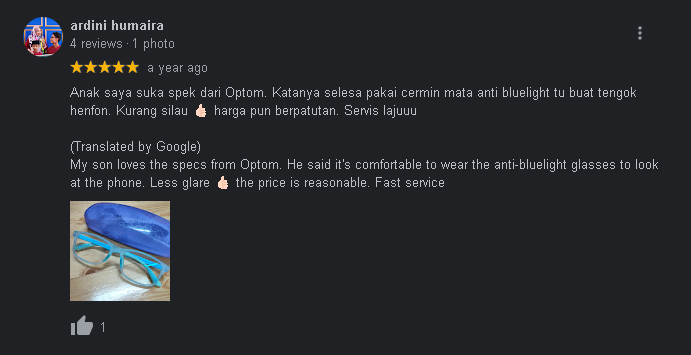 ardini humaira
4 reviews · 1 photo
a year ago
Anak saya suka spek dari Optom. Katanya selesa pakai cermin mata anti bluelight tu buat tengok
henfon. Kurang silau 👍🏻 harga pun berpatutan. Servis lajuuu
(Translated by Google)
My son loves the specs from Optom. He said it's comfortable to wear the anti-bluelight glasses to look
at the phone. Less glare 👍🏻 the price is reasonable. Fast service
1